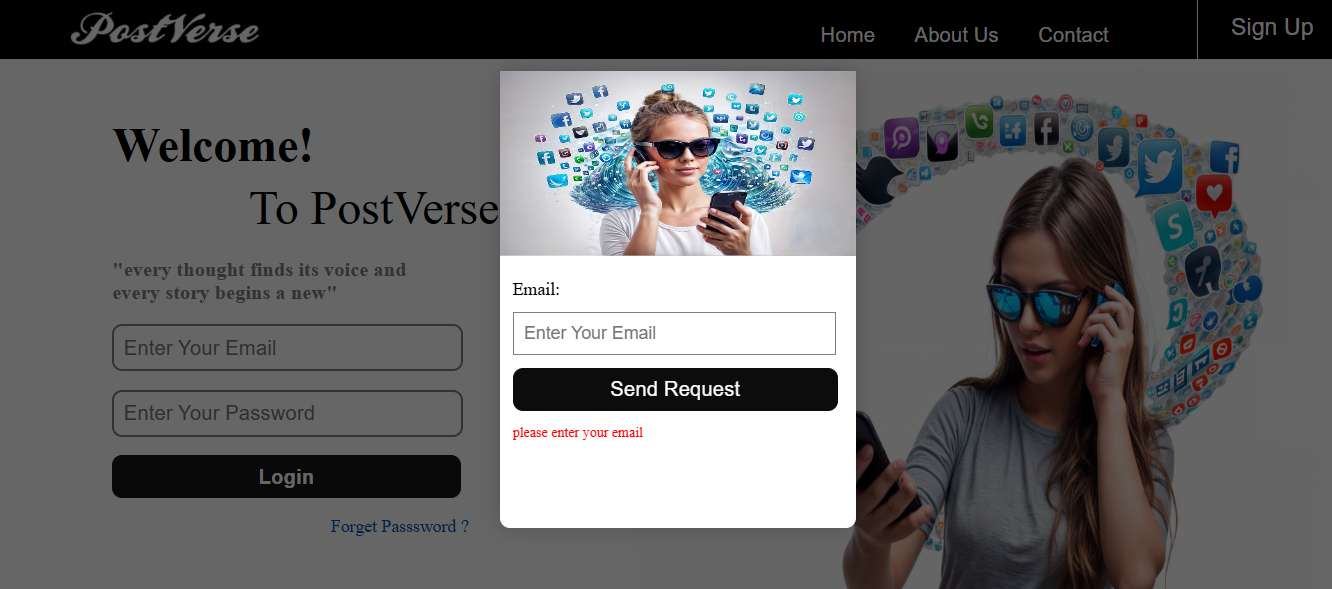 PostVerse
Home
About Us
Contact
Sign Up
Welcome!
To PostVerse
"every thought finds its voice and
every story begins a new"
Enter Your Email
Enter Your Password
Login
Forget Passsword ?
Email:
Enter Your Email
Send Request
please enter your email